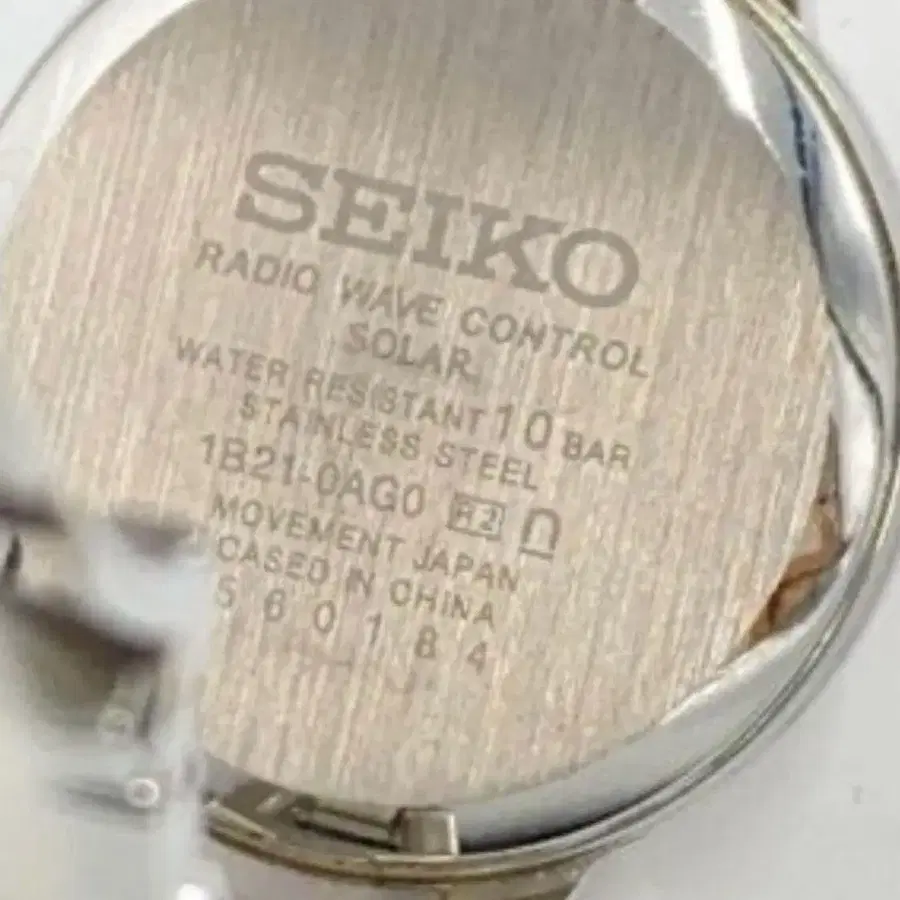 SEIKO
RADIO WAVE CONTROL
SOLAR
WATER RESISTANT 10 BAR
STAINLESS STEEL
1B21-0AG0 R2
MOVEMENT JAPAN
CASED IN CHINA
560184